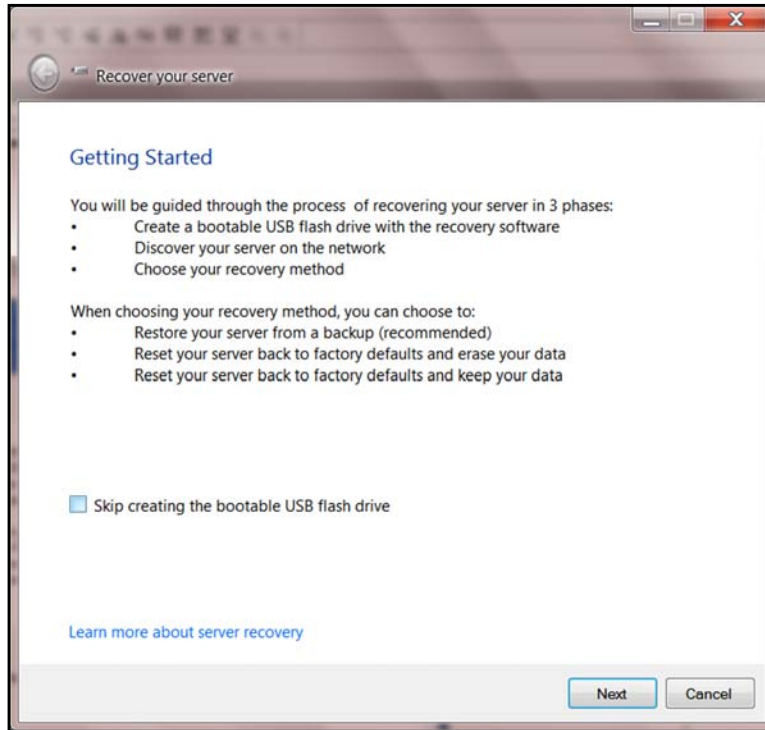 Recover your server
Getting Started
You will be guided through the process of recovering your server in 3 phases:
• Create a bootable USB flash drive with the recovery software
• Discover your server on the network
• Choose your recovery method
When choosing your recovery method, you can choose to:
• Restore your server from a backup (recommended)
• Reset your server back to factory defaults and erase your data
• Reset your server back to factory defaults and keep your data
Skip creating the bootable USB flash drive
Learn more about server recovery
Next Cancel